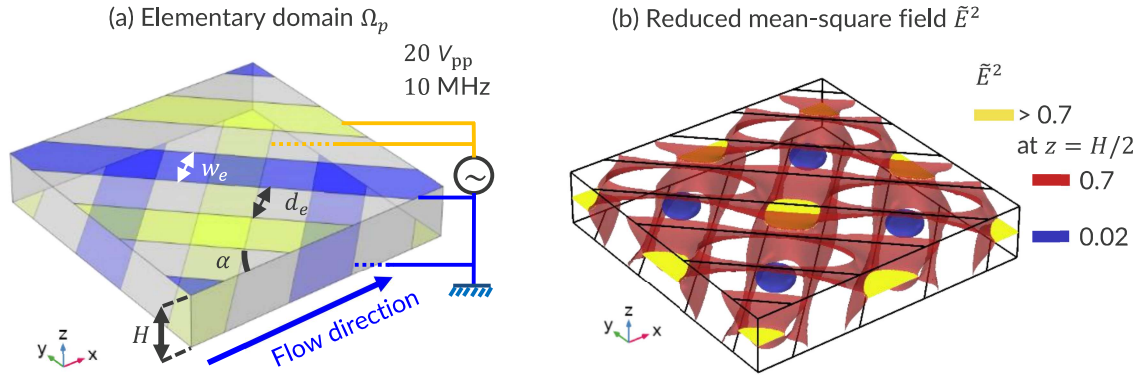 (a) Elementary domain Ωₚ
20 Vₚₚ
10 MHz
wₑ
dₑ
α
H
Flow direction
~
z
y
x
(b) Reduced mean-square field Ẽ²
Ẽ²
> 0.7
at z = H/2
0.7
0.02
z
y
x